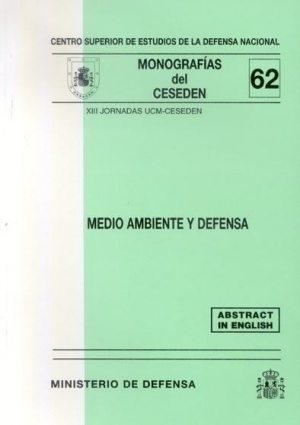 CENTRO SUPERIOR DE ESTUDIOS DE LA DEFENSA NACIONAL
MONOGRAFÍAS
del
CESEDEN
62
XIII JORNADAS UCM-CESEDEN
MEDIO AMBIENTE Y DEFENSA
ABSTRACT
IN ENGLISH
MINISTERIO DE DEFENSA